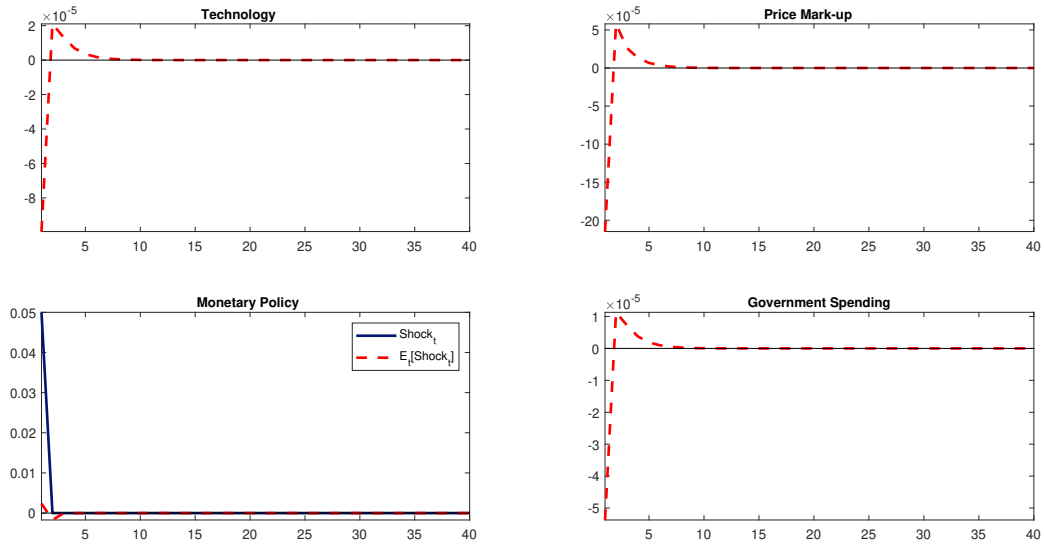 Technology
×10^-5
2
0
-2
-4
-6
-8
5 10 15 20 25 30 35 40
Price Mark-up
×10^-5
5
0
-5
-10
-15
-20
5 10 15 20 25 30 35 40
Monetary Policy
0.05
0.04
0.03
0.02
0.01
0
Shock_t
E_t[Shock_t]
5 10 15 20 25 30 35 40
Government Spending
×10^-5
1
0
-1
-2
-3
-4
-5
5 10 15 20 25 30 35 40